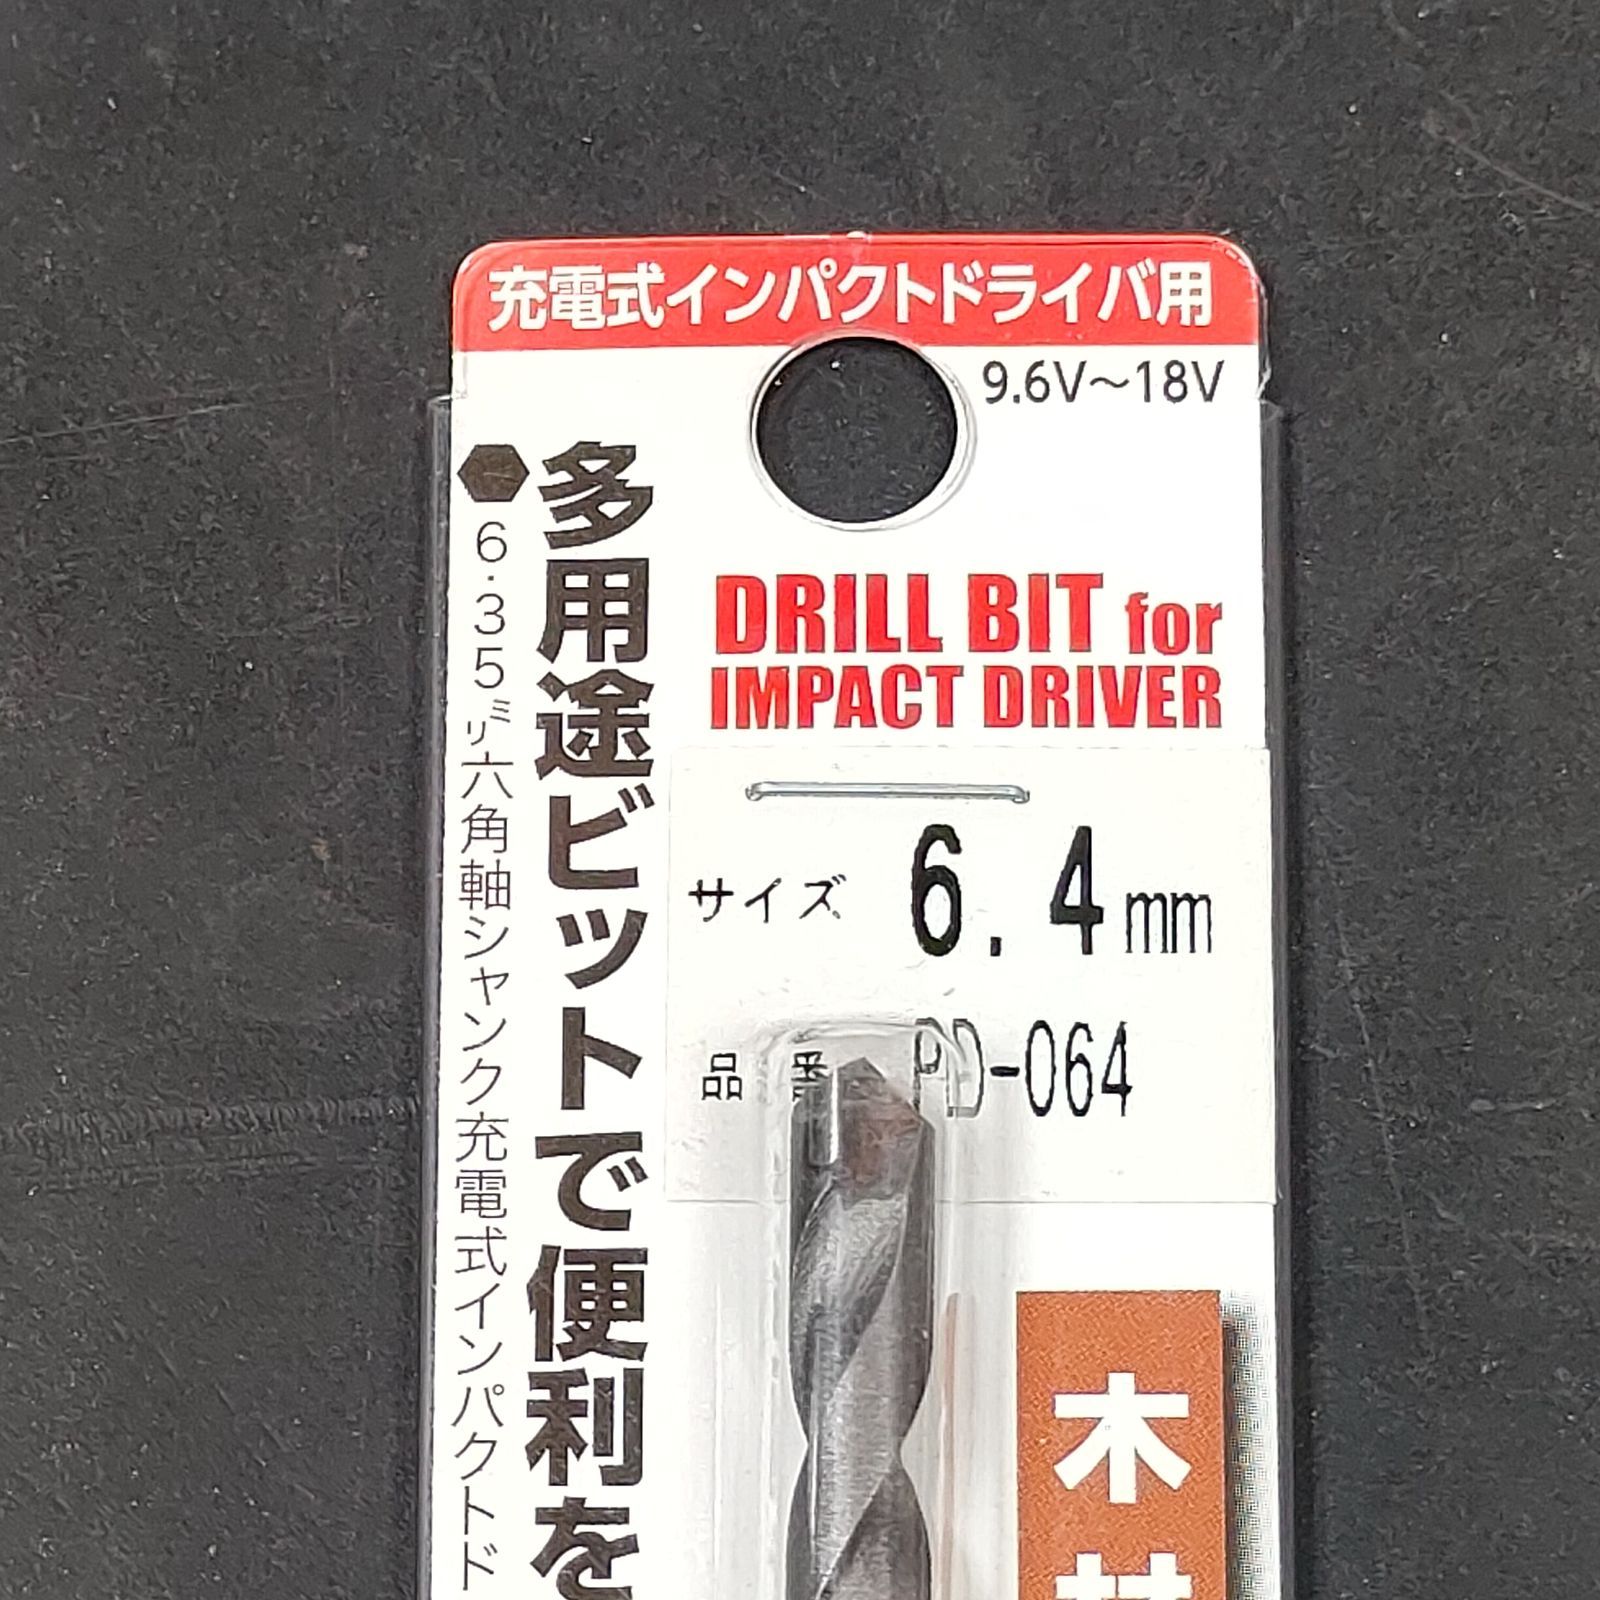 充電式インパクトドライバ用
9.6V～18V
多用途ビットで便利を
6.35㍉六角軸シャンク充電式インパクトド
DRILL BIT for
IMPACT DRIVER
サイズ 6.4mm
品番 PD-064
木